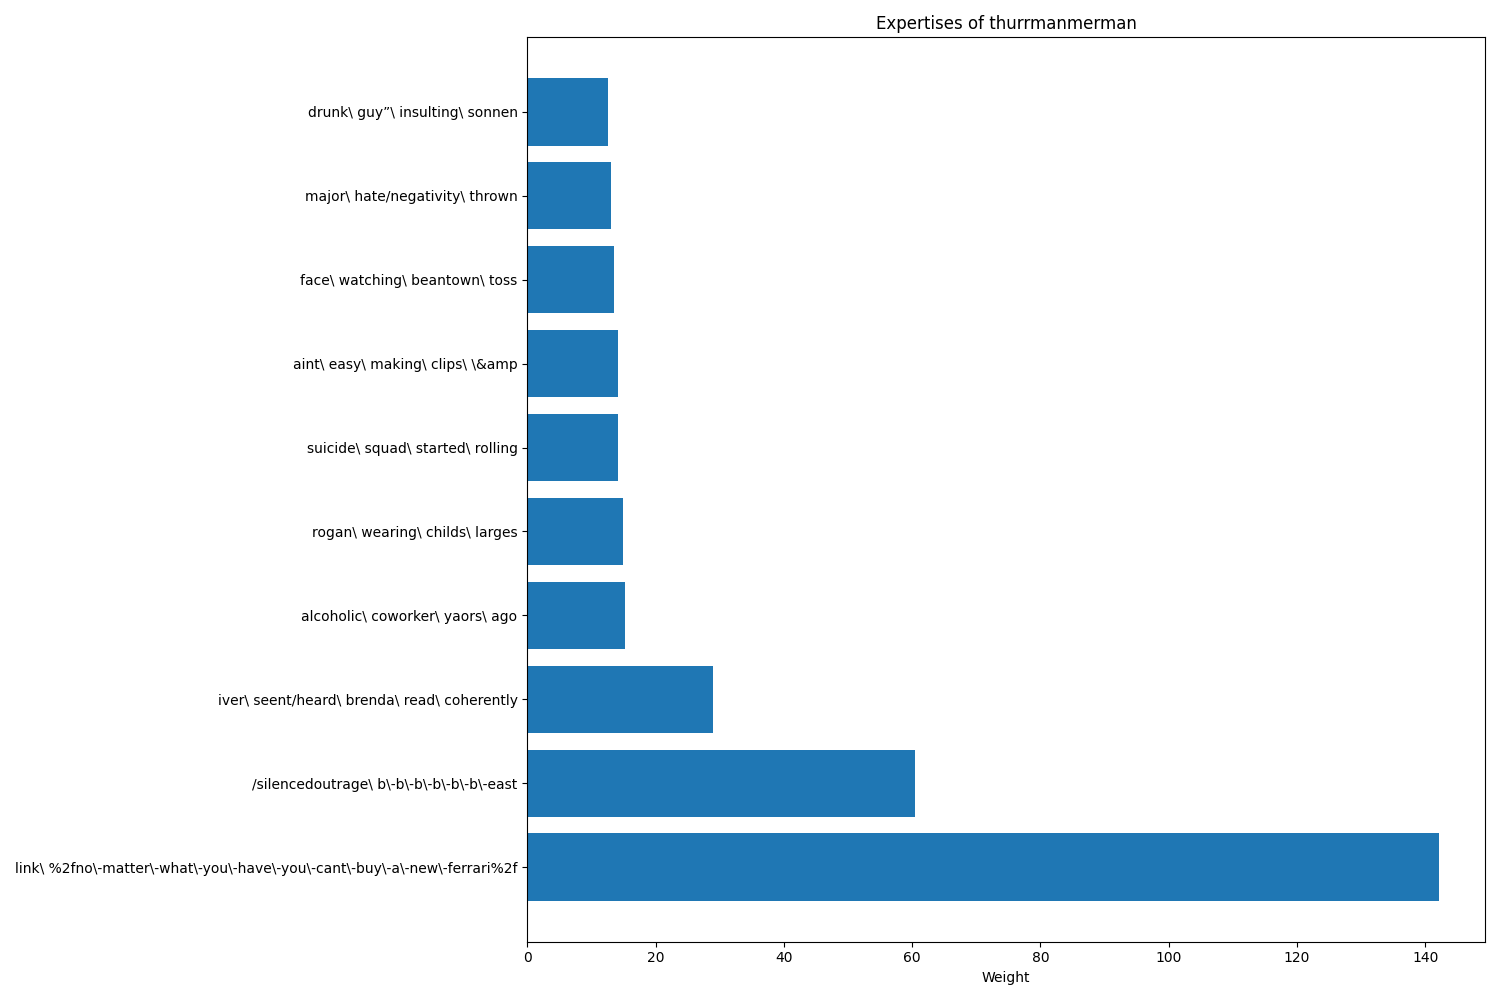 Expertises of thurrmanmerman
drunk\ guy”\ insulting\ sonnen
major\ hate/negativity\ thrown
face\ watching\ beantown\ toss
aint\ easy\ making\ clips\ \&amp
suicide\ squad\ started\ rolling
rogan\ wearing\ childs\ larges
alcoholic\ coworker\ yaors\ ago
iver\ seent/heard\ brenda\ read\ coherently
/silencedoutrage\ b\-b\-b\-b\-b\-b\-east
link\ %2fno\-matter\-what\-you\-have\-you\-cant\-buy\-a\-new\-ferrari%2f
0 20 40 60 80 100 120 140
Weight